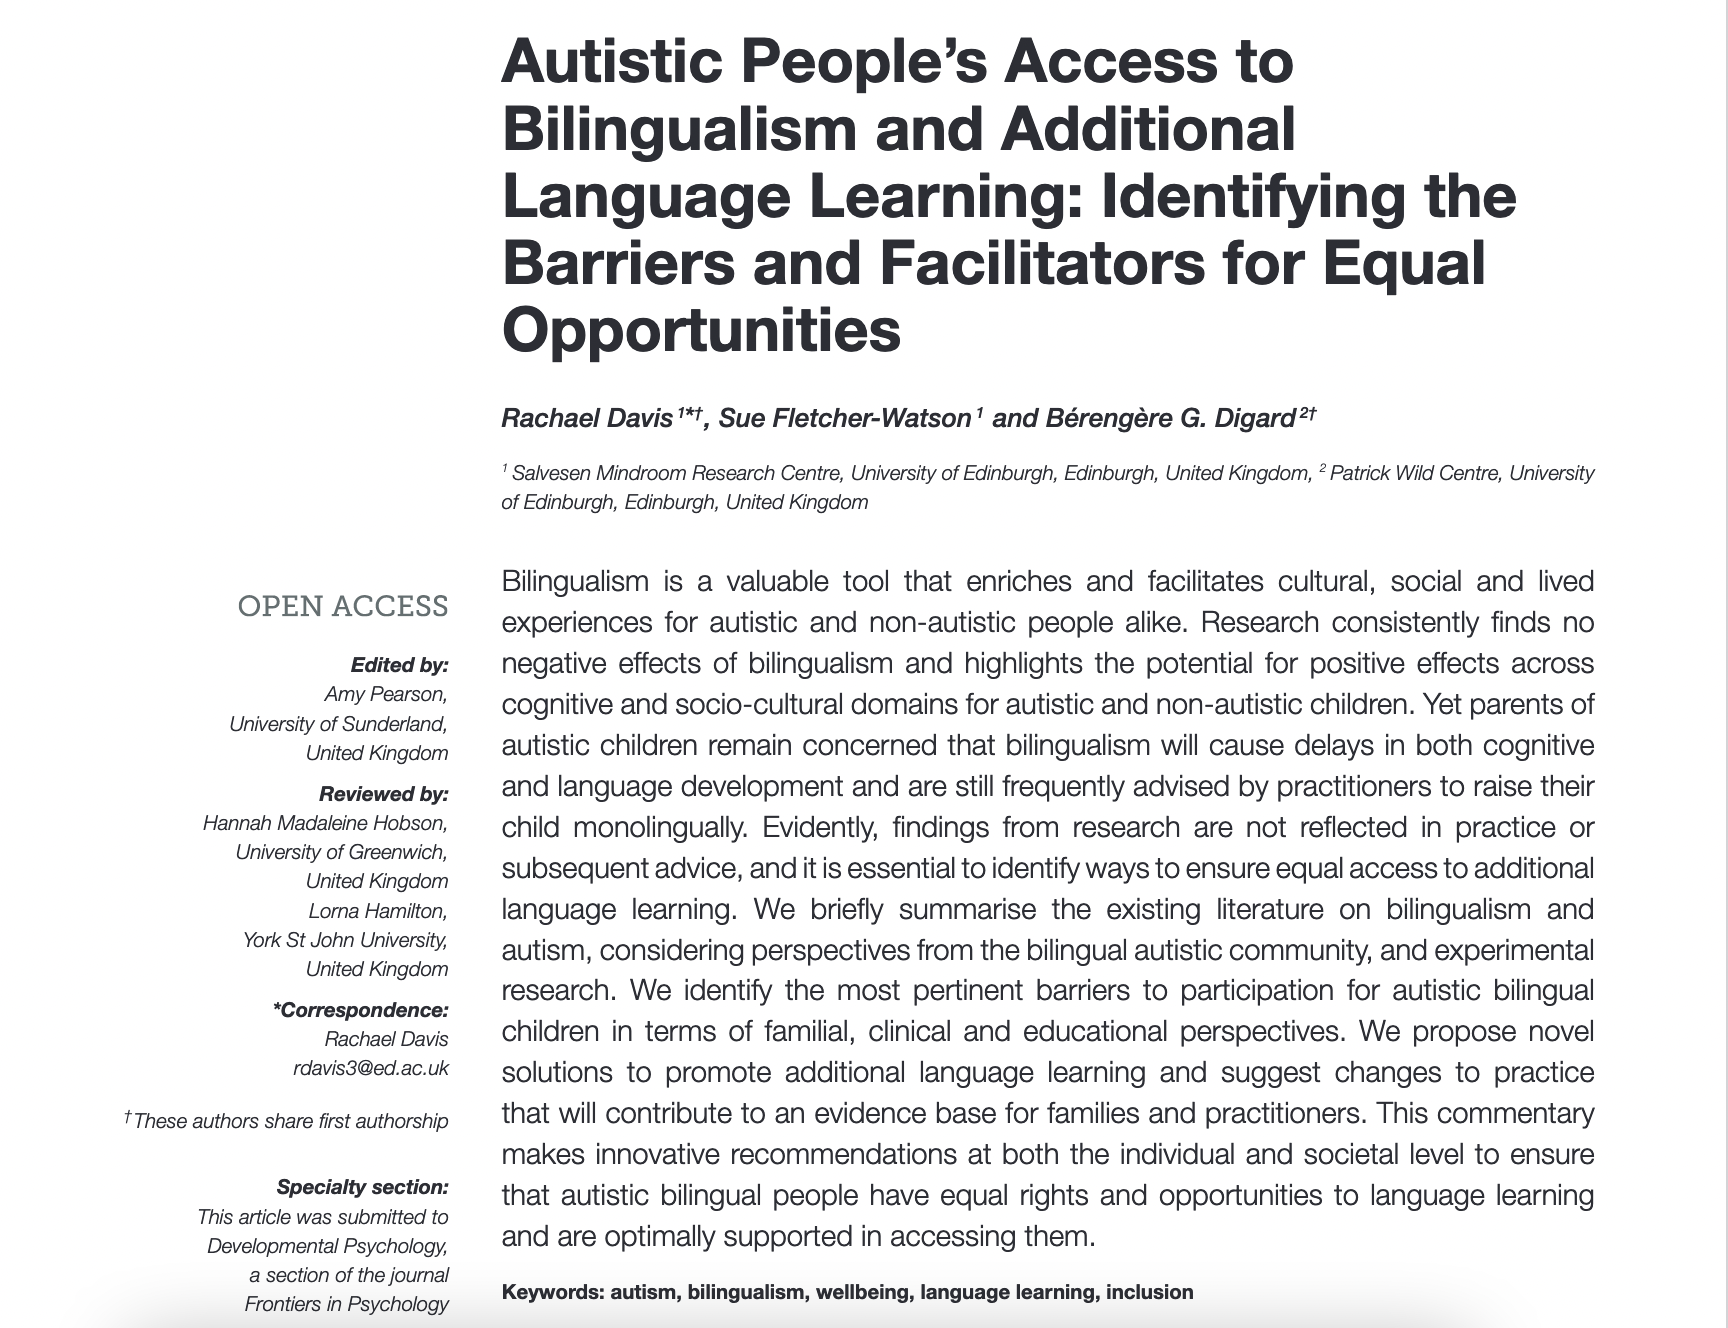 Autistic People’s Access to
Bilingualism and Additional
Language Learning: Identifying the
Barriers and Facilitators for Equal
Opportunities
Rachael Davis 1*†, Sue Fletcher-Watson 1 and Bérengère G. Digard 2†
1 Salvesen Mindroom Research Centre, University of Edinburgh, Edinburgh, United Kingdom, 2 Patrick Wild Centre, University
of Edinburgh, Edinburgh, United Kingdom
OPEN ACCESS
Edited by:
Amy Pearson,
University of Sunderland,
United Kingdom
Reviewed by:
Hannah Madaleine Hobson,
University of Greenwich,
United Kingdom
Lorna Hamilton,
York St John University,
United Kingdom
*Correspondence:
Rachael Davis
rdavis3@ed.ac.uk
†These authors share first authorship
Specialty section:
This article was submitted to
Developmental Psychology,
a section of the journal
Frontiers in Psychology
Bilingualism is a valuable tool that enriches and facilitates cultural, social and lived
experiences for autistic and non-autistic people alike. Research consistently finds no
negative effects of bilingualism and highlights the potential for positive effects across
cognitive and socio-cultural domains for autistic and non-autistic children. Yet parents of
autistic children remain concerned that bilingualism will cause delays in both cognitive
and language development and are still frequently advised by practitioners to raise their
child monolingually. Evidently, findings from research are not reflected in practice or
subsequent advice, and it is essential to identify ways to ensure equal access to additional
language learning. We briefly summarise the existing literature on bilingualism and
autism, considering perspectives from the bilingual autistic community, and experimental
research. We identify the most pertinent barriers to participation for autistic bilingual
children in terms of familial, clinical and educational perspectives. We propose novel
solutions to promote additional language learning and suggest changes to practice
that will contribute to an evidence base for families and practitioners. This commentary
makes innovative recommendations at both the individual and societal level to ensure
that autistic bilingual people have equal rights and opportunities to language learning
and are optimally supported in accessing them.
Keywords: autism, bilingualism, wellbeing, language learning, inclusion